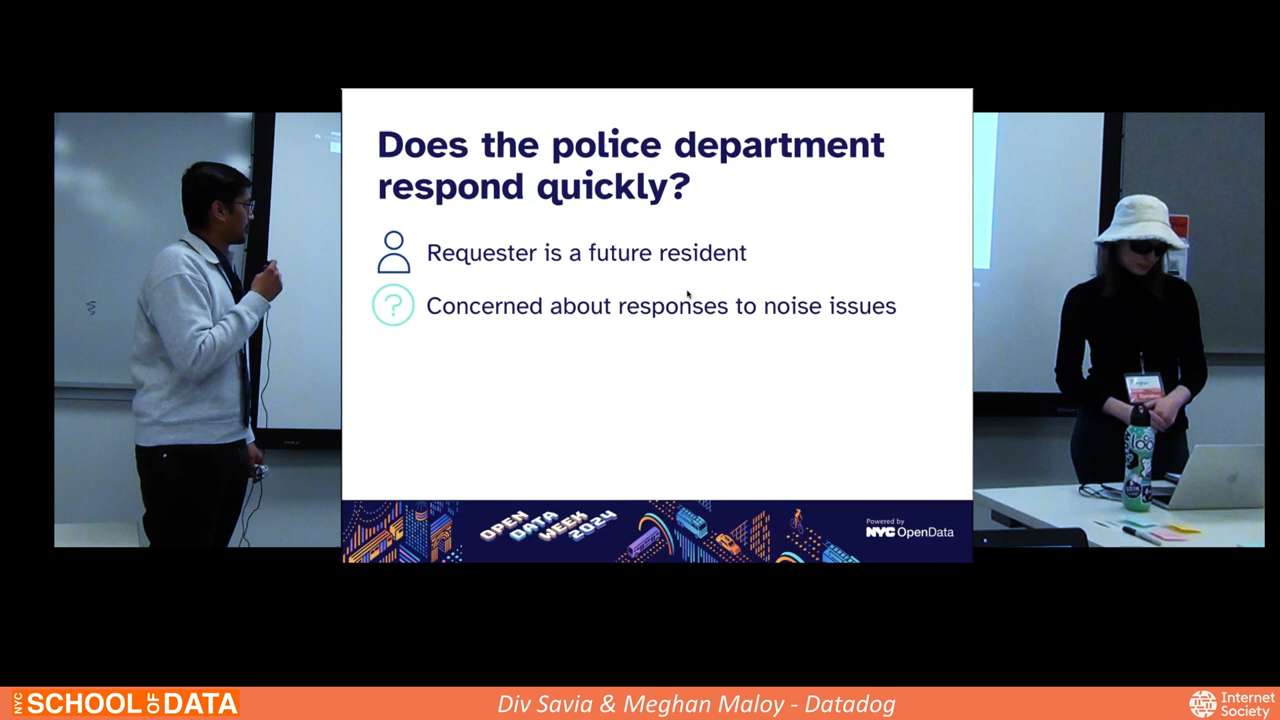 Does the police department
respond quickly?
Requester is a future resident
?
Concerned about responses to noise issues
OPEN
DATA
WEEK
2024
Powered by
NYC OpenData
NYC SCHOOL OF DATA
Div Savia & Meghan Maloy - Datadog
Internet
Society